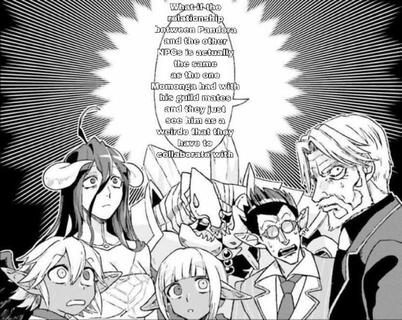 What if the
relationship
between Pandora
and the other
NPCs is actually
the same
as the one
Momonga had with
his guild mates
and they just
see him as a
weirdo that they
have to
collaborate with